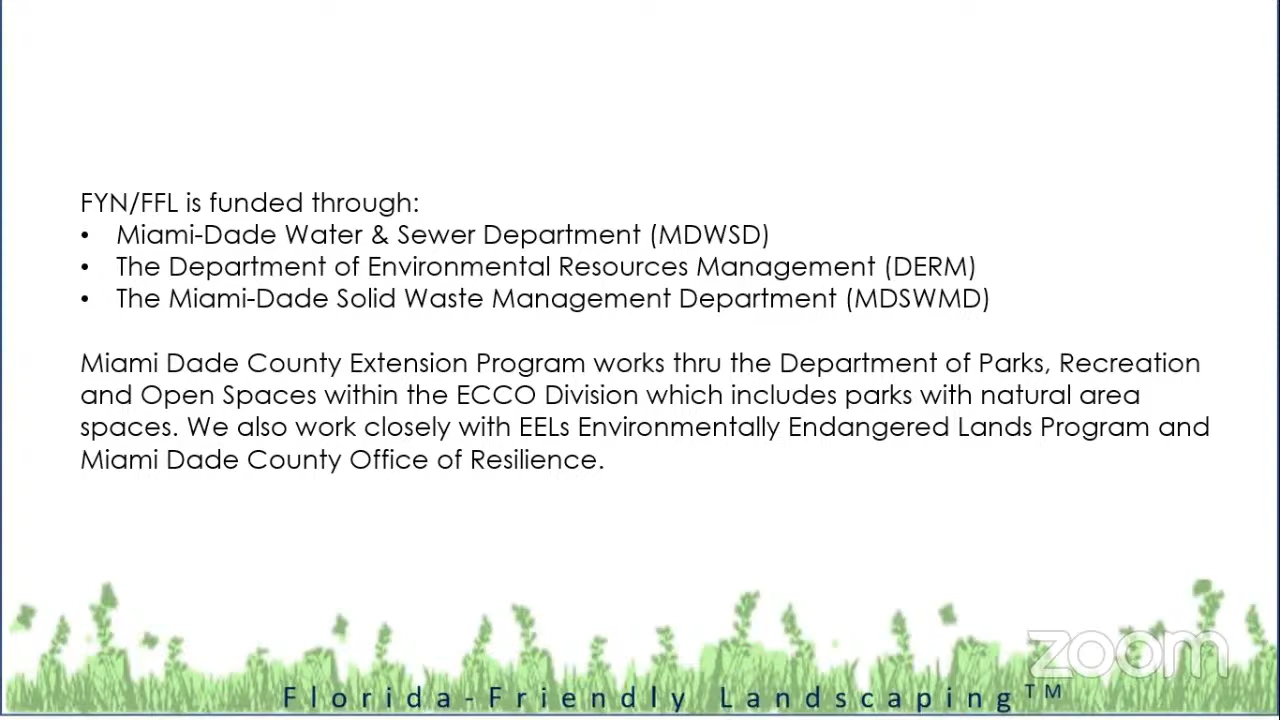 FYN/FFL is funded through:
• Miami-Dade Water & Sewer Department (MDWSD)
• The Department of Environmental Resources Management (DERM)
• The Miami-Dade Solid Waste Management Department (MDSWMD)
Miami Dade County Extension Program works thru the Department of Parks, Recreation
and Open Spaces within the ECCO Division which includes parks with natural area
spaces. We also work closely with EELs Environmentally Endangered Lands Program and
Miami Dade County Office of Resilience.
zoom
Florida-Friendly Landscaping™